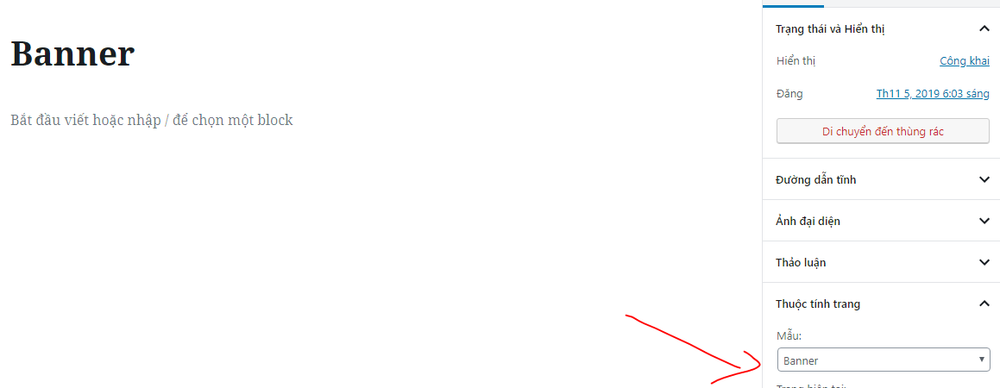 Banner
Bắt đầu viết hoặc nhập / để chọn một block
Trạng thái và Hiển thị
Hiển thị Công khai
Đăng Th11 5, 2019 6:03 sáng
Di chuyển đến thùng rác
Đường dẫn tĩnh
Ảnh đại diện
Thảo luận
Thuộc tính trang
Mẫu:
Banner